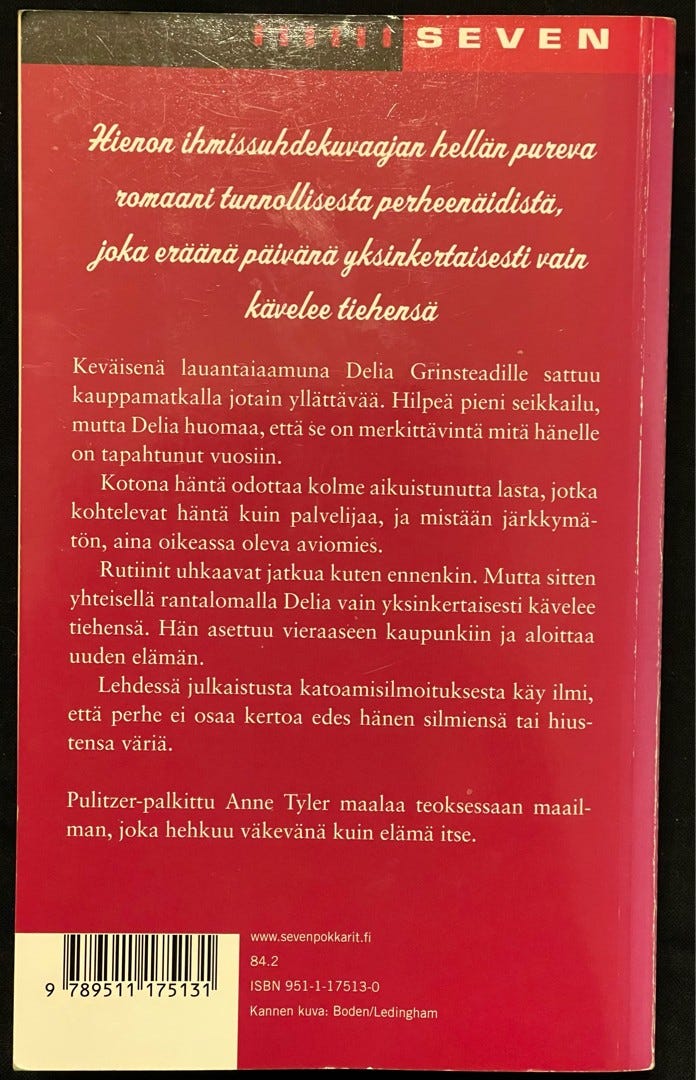 SEVEN
Hienon ihmissuhdekuvaajan hellän pureva
romaani tunnollisesta perheenäidistä,
joka eräänä päivänä yksinkertaisesti vain
kävelee tiehensä
Keväisenä lauantaiaamuna Delia Grinsteadille sattuu
kauppamatkalla jotain yllättävää. Hilpeä pieni seikkailu,
mutta Delia huomaa, että se on merkittävintä mitä hänelle
on tapahtunut vuosiin.
Kotona häntä odottaa kolme aikuistunutta lasta, jotka
kohtelevat häntä kuin palvelijaa, ja mistään järkkymä-
tön, aina oikeassa oleva aviomies.
Rutiinit uhkaavat jatkua kuten ennenkin. Mutta sitten
yhteisellä rantalomalla Delia vain yksinkertaisesti kävelee
tiehensä. Hän asettuu vieraaseen kaupunkiin ja aloittaa
uuden elämän.
Lehdessä julkaistusta katoamisilmoituksesta käy ilmi,
että perhe ei osaa kertoa edes hänen silmiensä tai hius-
tensa väriä.
Pulitzer-palkittu Anne Tyler maalaa teoksessaan maail-
man, joka hehkuu väkevänä kuin elämä itse.
www.sevenpokkarit.fi
84.2
ISBN 951-1-17513-0
Kannen kuva: Boden/Ledingham
9 789511 175131